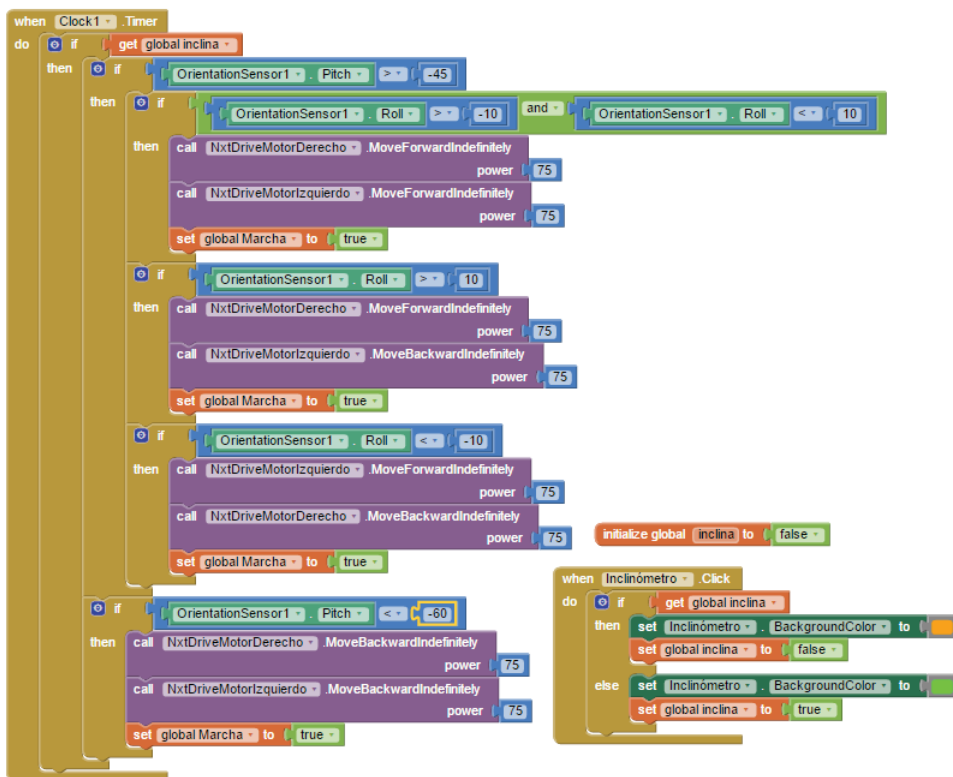 when Clock1 .Timer
do if get global inclina
then if OrientationSensor1 . Pitch > -45
then if OrientationSensor1 . Roll > -10 and OrientationSensor1 . Roll < 10
then call NxtDriveMotorDerecho .MoveForwardIndefinitely
power 75
call NxtDriveMotorIzquierdo .MoveForwardIndefinitely
power 75
set global Marcha to true
if OrientationSensor1 . Roll > 10
then call NxtDriveMotorDerecho .MoveForwardIndefinitely
power 75
call NxtDriveMotorIzquierdo .MoveBackwardIndefinitely
power 75
set global Marcha to true
if OrientationSensor1 . Roll < -10
then call NxtDriveMotorIzquierdo .MoveForwardIndefinitely
power 75
call NxtDriveMotorDerecho .MoveBackwardIndefinitely
power 75
set global Marcha to true
if OrientationSensor1 . Pitch < -60
then call NxtDriveMotorDerecho .MoveBackwardIndefinitely
power 75
call NxtDriveMotorIzquierdo .MoveBackwardIndefinitely
power 75
set global Marcha to true
initialize global inclina to false
when Inclinómetro .Click
do if get global inclina
then set Inclinómetro . BackgroundColor to
set global inclina to false
else set Inclinómetro . BackgroundColor to
set global inclina to true